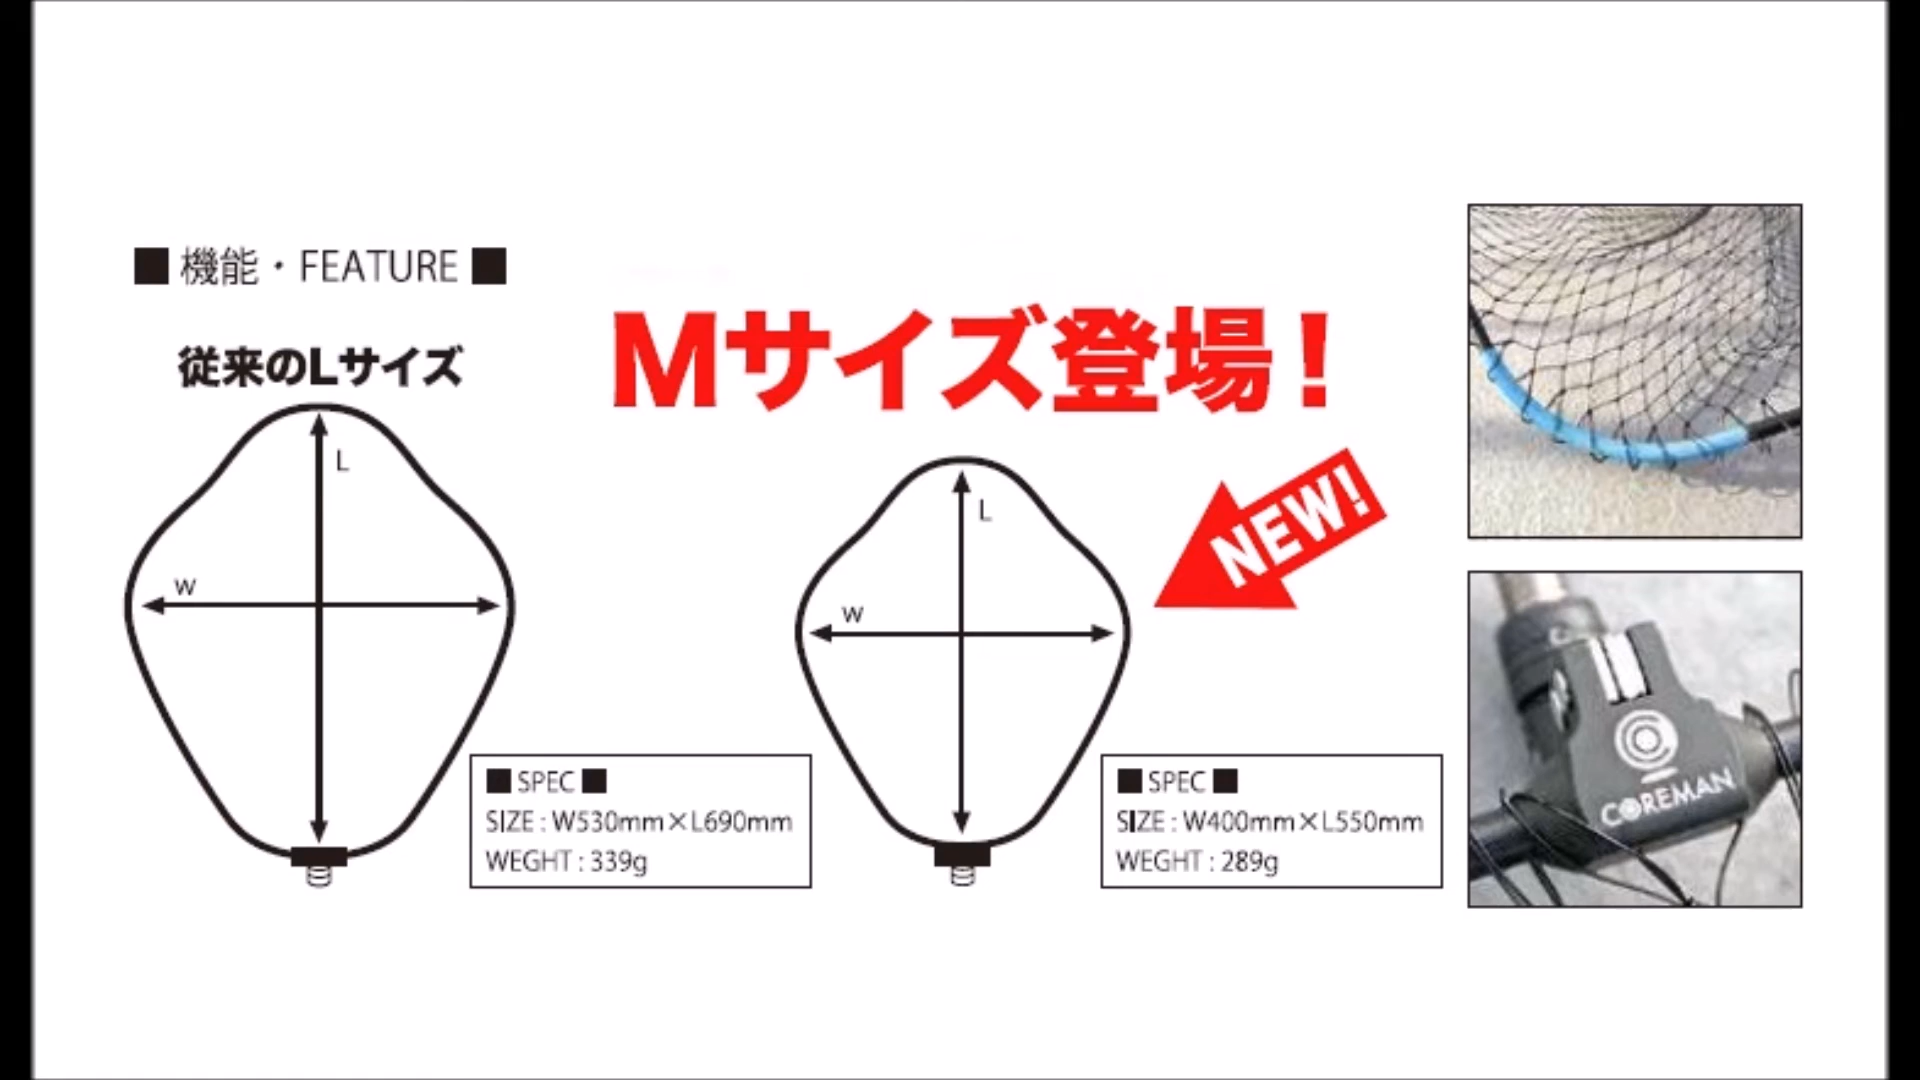 ■ 機能・FEATURE ■
従来のLサイズ
Mサイズ登場！
NEW!
L
W
■ SPEC ■
SIZE : W530mm×L690mm
WEGHT : 339g
L
W
■ SPEC ■
SIZE : W400mm×L550mm
WEGHT : 289g
COREMAN